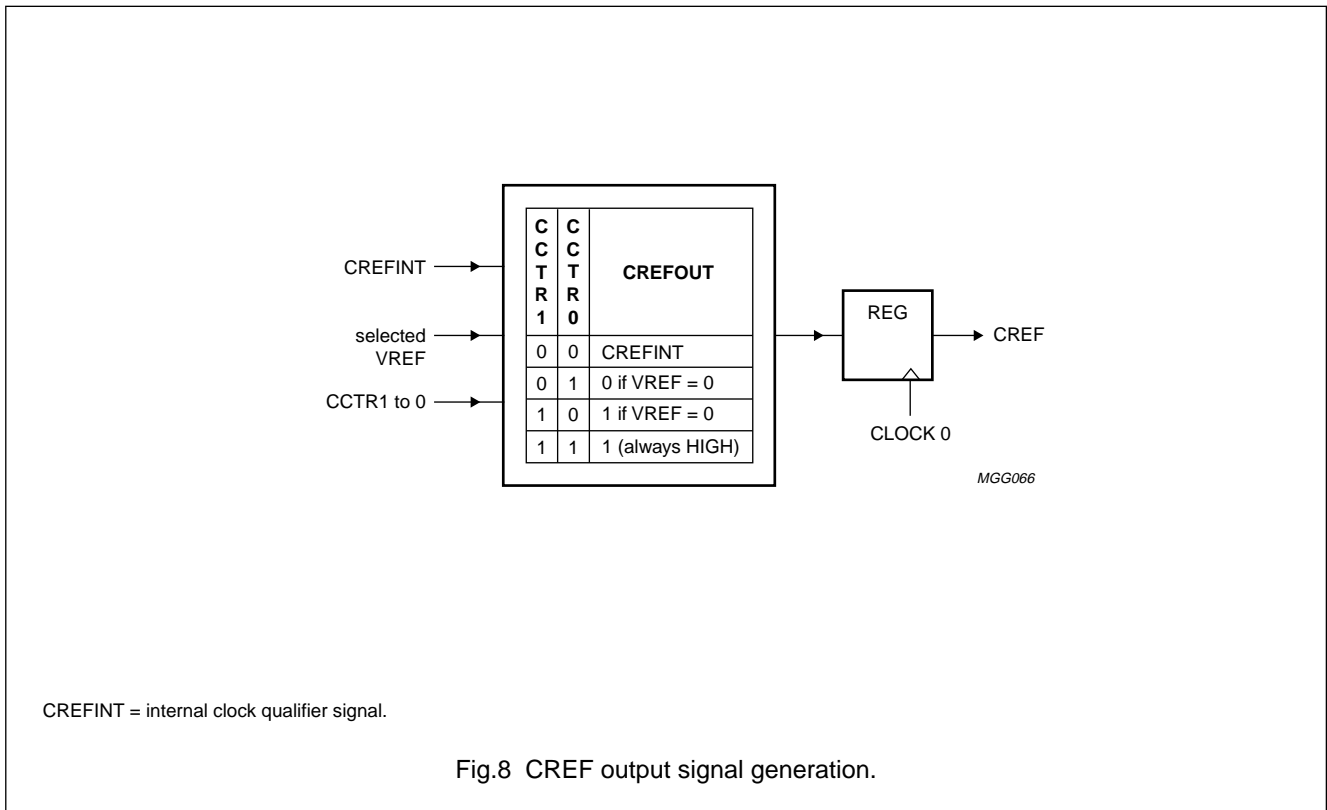 CREFINT
selected
VREF
CCTR1 to 0
CCTR1 CCTR0 CREFOUT
0 0 CREFINT
0 1 0 if VREF = 0
1 0 1 if VREF = 0
1 1 1 (always HIGH)
REG
CREF
CLOCK 0
MGG066
CREFINT = internal clock qualifier signal.
Fig.8 CREF output signal generation.